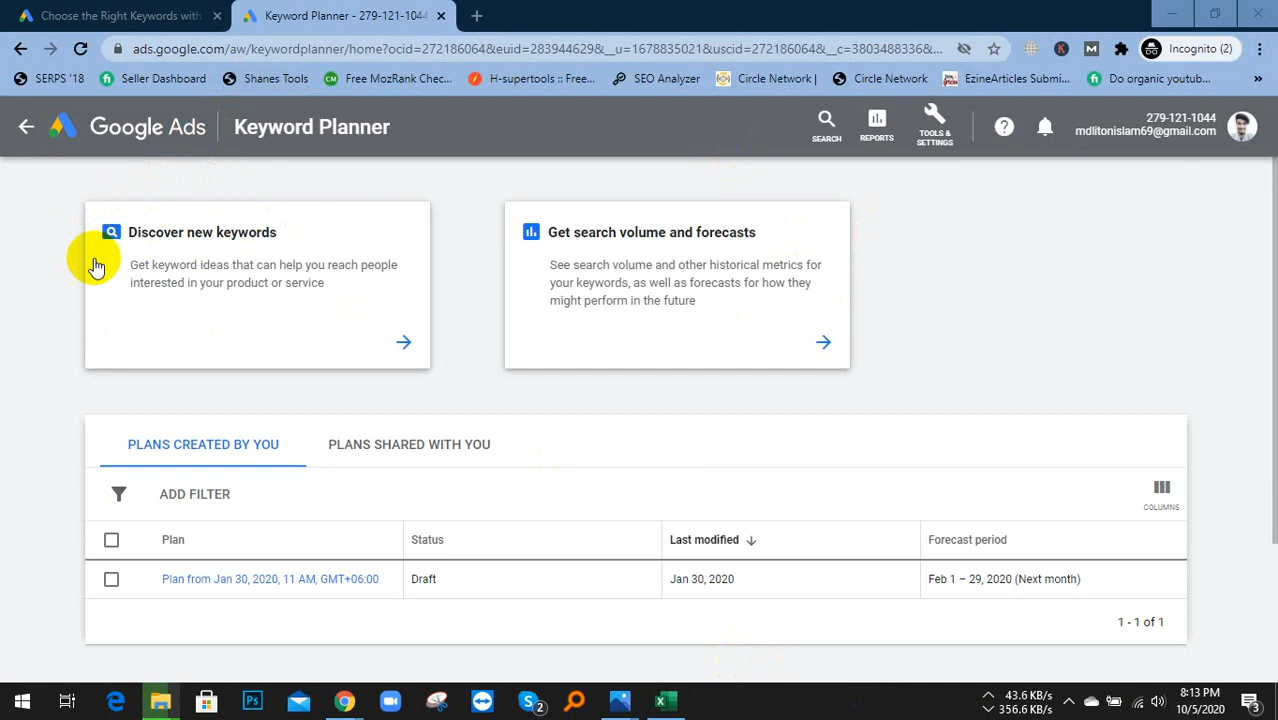 Choose the Right Keywords with
Keyword Planner - 279-121-1044
ads.google.com/aw/keywordplanner/home?ocid=272186064&euid=283944629&__u=1678835021&uscid=272186064&__c=3803488336&...
Incognito (2)
SERPS '18
Seller Dashboard
Shanes Tools
Free MozRank Chec...
H-supertools :: Free...
SEO Analyzer
Circle Network |
Circle Network
EzineArticles Submi...
Do organic youtub...
Google Ads
Keyword Planner
SEARCH
REPORTS
TOOLS &
SETTINGS
279-121-1044
mdlitonislam69@gmail.com
Discover new keywords
Get keyword ideas that can help you reach people
interested in your product or service
Get search volume and forecasts
See search volume and other historical metrics for
your keywords, as well as forecasts for how they
might perform in the future
PLANS CREATED BY YOU
PLANS SHARED WITH YOU
ADD FILTER
COLUMNS
Plan
Status
Last modified
Forecast period
Plan from Jan 30, 2020, 11 AM, GMT+06:00
Draft
Jan 30, 2020
Feb 1 – 29, 2020 (Next month)
1 - 1 of 1
43.6 KB/s
356.6 KB/s
8:13 PM
10/5/2020